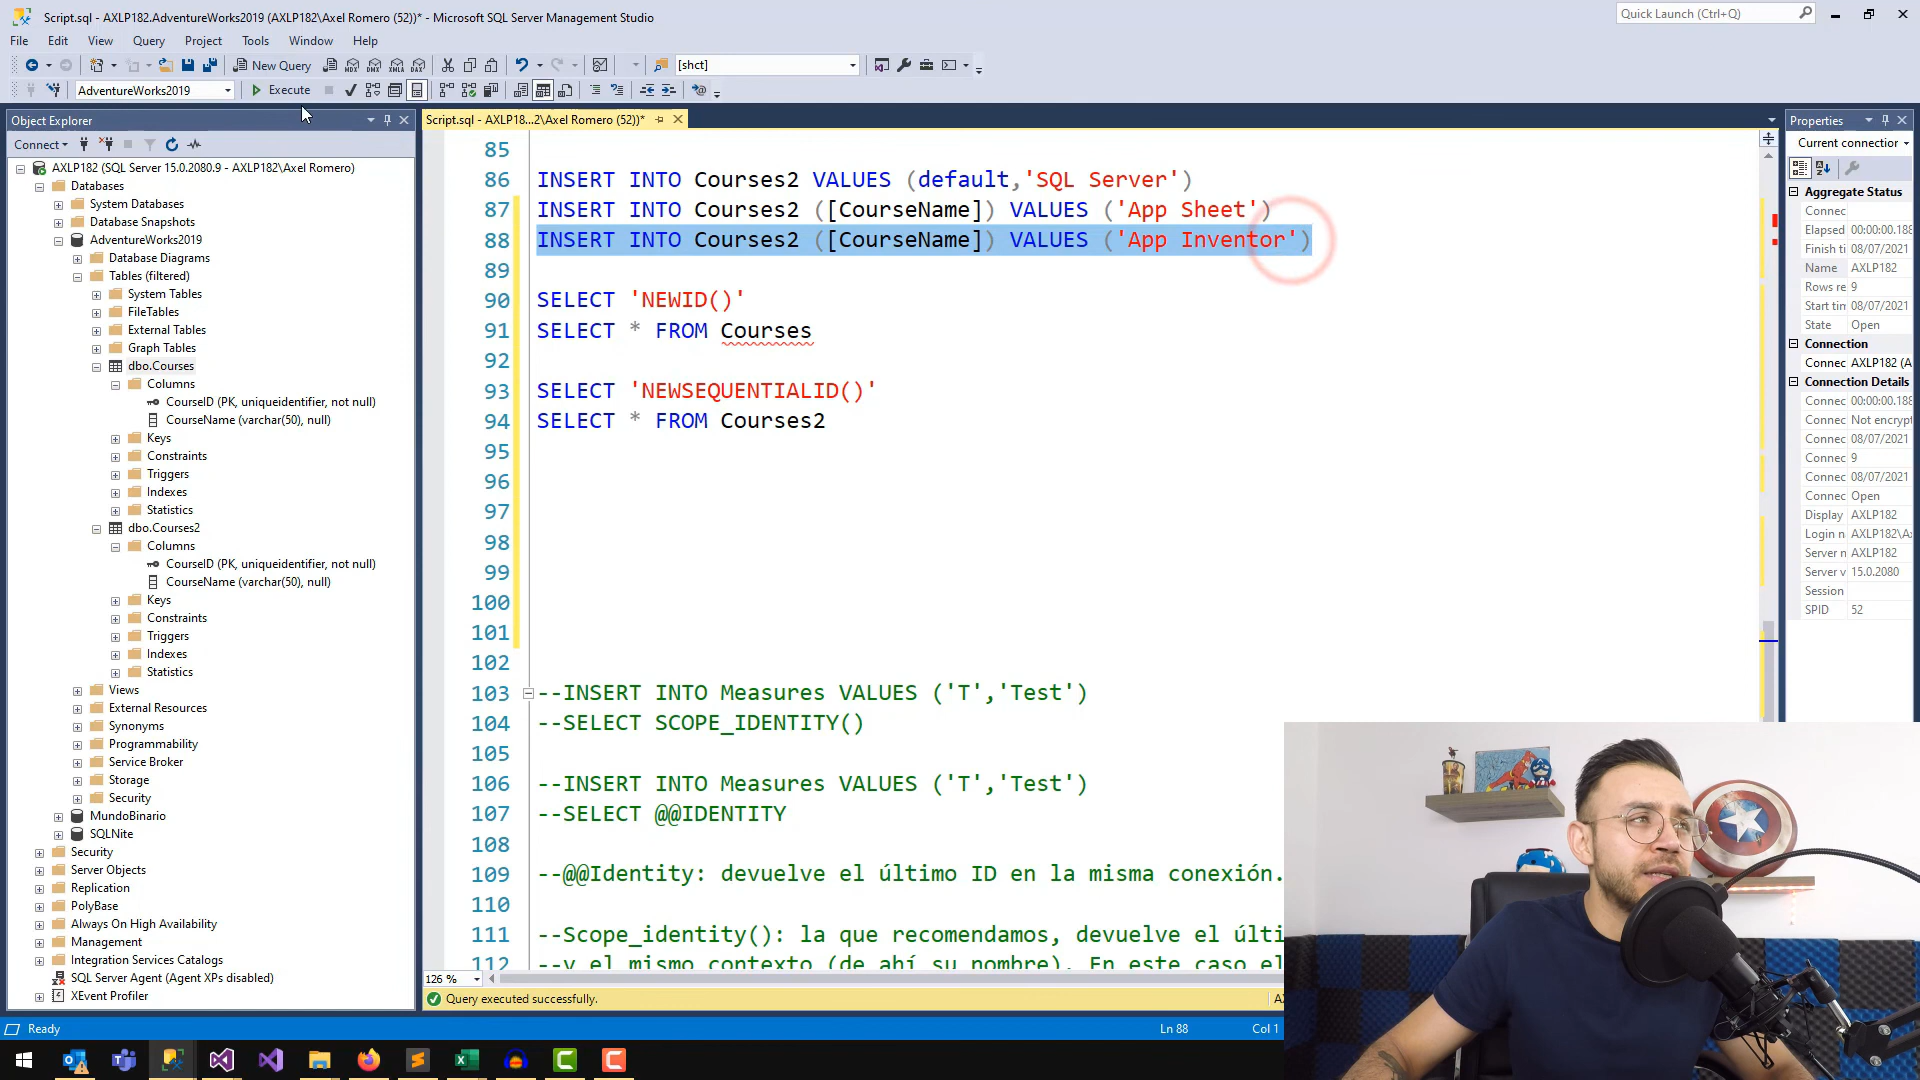 Script.sql - AXLP182.AdventureWorks2019 (AXLP182\Axel Romero (52))* - Microsoft SQL Server Management Studio
Quick Launch (Ctrl+Q)
File Edit View Query Project Tools Window Help
New Query
[shct]
AdventureWorks2019
Execute
Object Explorer
Script.sql - AXLP18...2\Axel Romero (52))*
Properties
Connect
Current connection
AXLP182 (SQL Server 15.0.2080.9 - AXLP182\Axel Romero)
Databases
System Databases
Database Snapshots
AdventureWorks2019
Database Diagrams
Tables (filtered)
System Tables
FileTables
External Tables
Graph Tables
dbo.Courses
Columns
CourseID (PK, uniqueidentifier, not null)
CourseName (varchar(50), null)
Keys
Constraints
Triggers
Indexes
Statistics
dbo.Courses2
Columns
CourseID (PK, uniqueidentifier, not null)
CourseName (varchar(50), null)
Keys
Constraints
Triggers
Indexes
Statistics
Views
External Resources
Synonyms
Programmability
Service Broker
Storage
Security
MundoBinario
SQLNite
Security
Server Objects
Replication
PolyBase
Always On High Availability
Management
Integration Services Catalogs
SQL Server Agent (Agent XPs disabled)
XEvent Profiler
85
86 INSERT INTO Courses2 VALUES (default,'SQL Server')
87 INSERT INTO Courses2 ([CourseName]) VALUES ('App Sheet')
88 INSERT INTO Courses2 ([CourseName]) VALUES ('App Inventor')
89
90 SELECT 'NEWID()'
91 SELECT * FROM Courses
92
93 SELECT 'NEWSEQUENTIALID()'
94 SELECT * FROM Courses2
95
96
97
98
99
100
101
102
103 --INSERT INTO Measures VALUES ('T','Test')
104 --SELECT SCOPE_IDENTITY()
105
106 --INSERT INTO Measures VALUES ('T','Test')
107 --SELECT @@IDENTITY
108
109 --@@Identity: devuelve el último ID en la misma conexión.
110
111 --Scope_identity(): la que recomendamos, devuelve el últi
112 --y el mismo contexto (de ahí su nombre). En este caso el
126 %
Query executed successfully.
Aggregate Status
Connec
Elapsed 00:00:00.188
Finish ti 08/07/2021
Name AXLP182
Rows re 9
Start tim 08/07/2021
State Open
Connection
Connec AXLP182 (A
Connection Details
Connec 00:00:00.188
Connec Not encrypt
Connec 08/07/2021
Connec 9
Connec 08/07/2021
Connec Open
Display AXLP182
Login n AXLP182\A
Server n AXLP182
Server v 15.0.2080
Session
SPID 52
Ready
Ln 88
Col 1